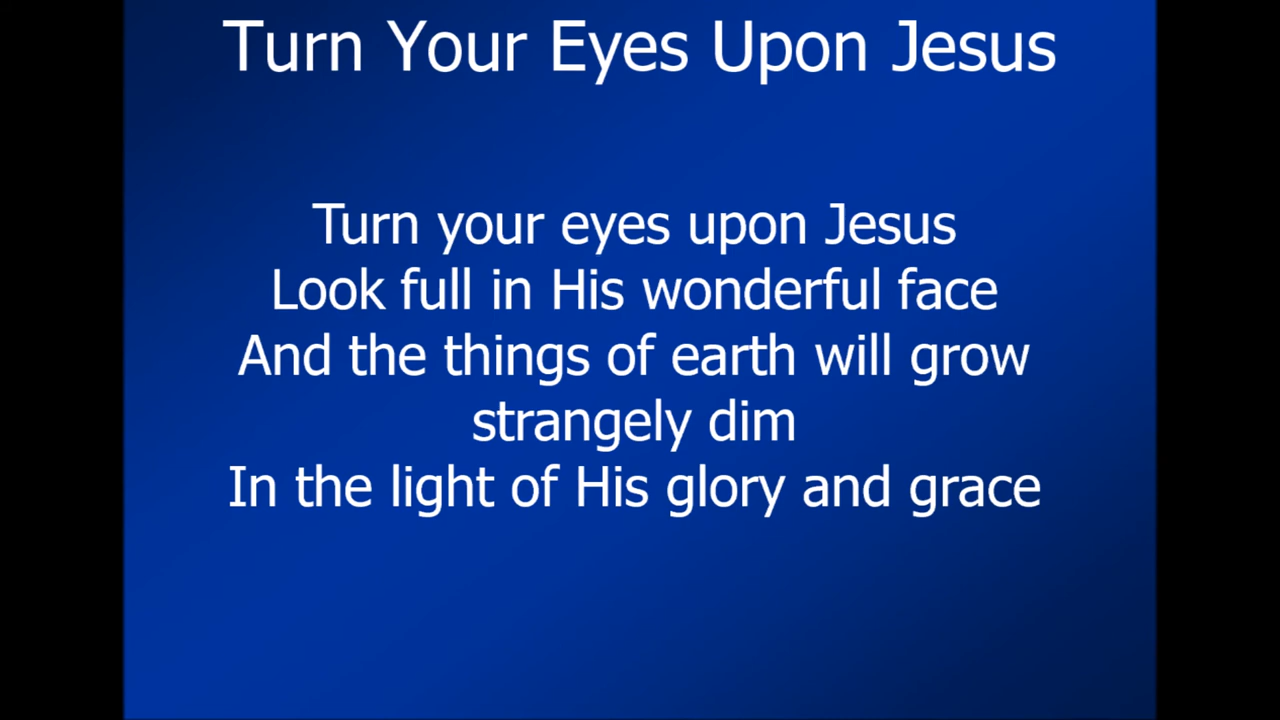 Turn Your Eyes Upon Jesus
Turn your eyes upon Jesus
Look full in His wonderful face
And the things of earth will grow
strangely dim
In the light of His glory and grace